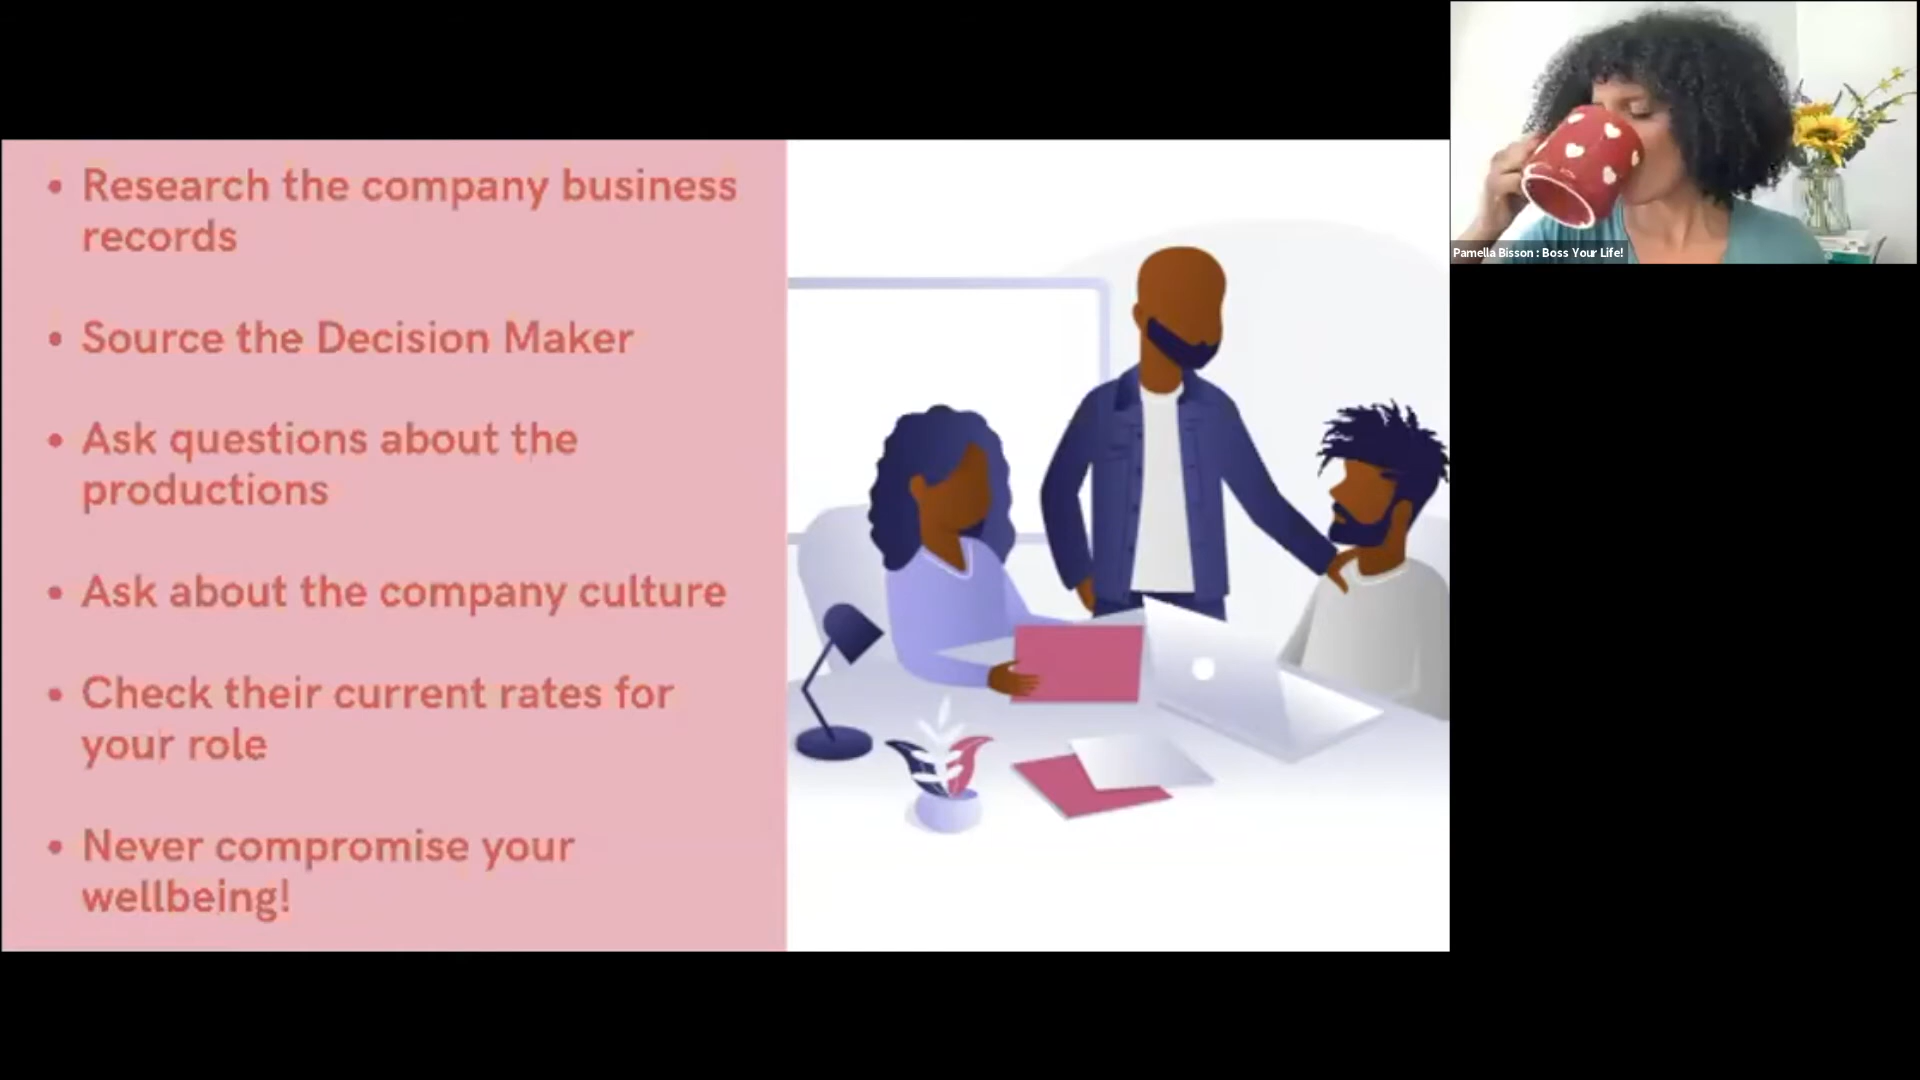 • Research the company business
records
• Source the Decision Maker
• Ask questions about the
productions
• Ask about the company culture
• Check their current rates for
your role
• Never compromise your
wellbeing!
Pamella Bisson : Boss Your Life!